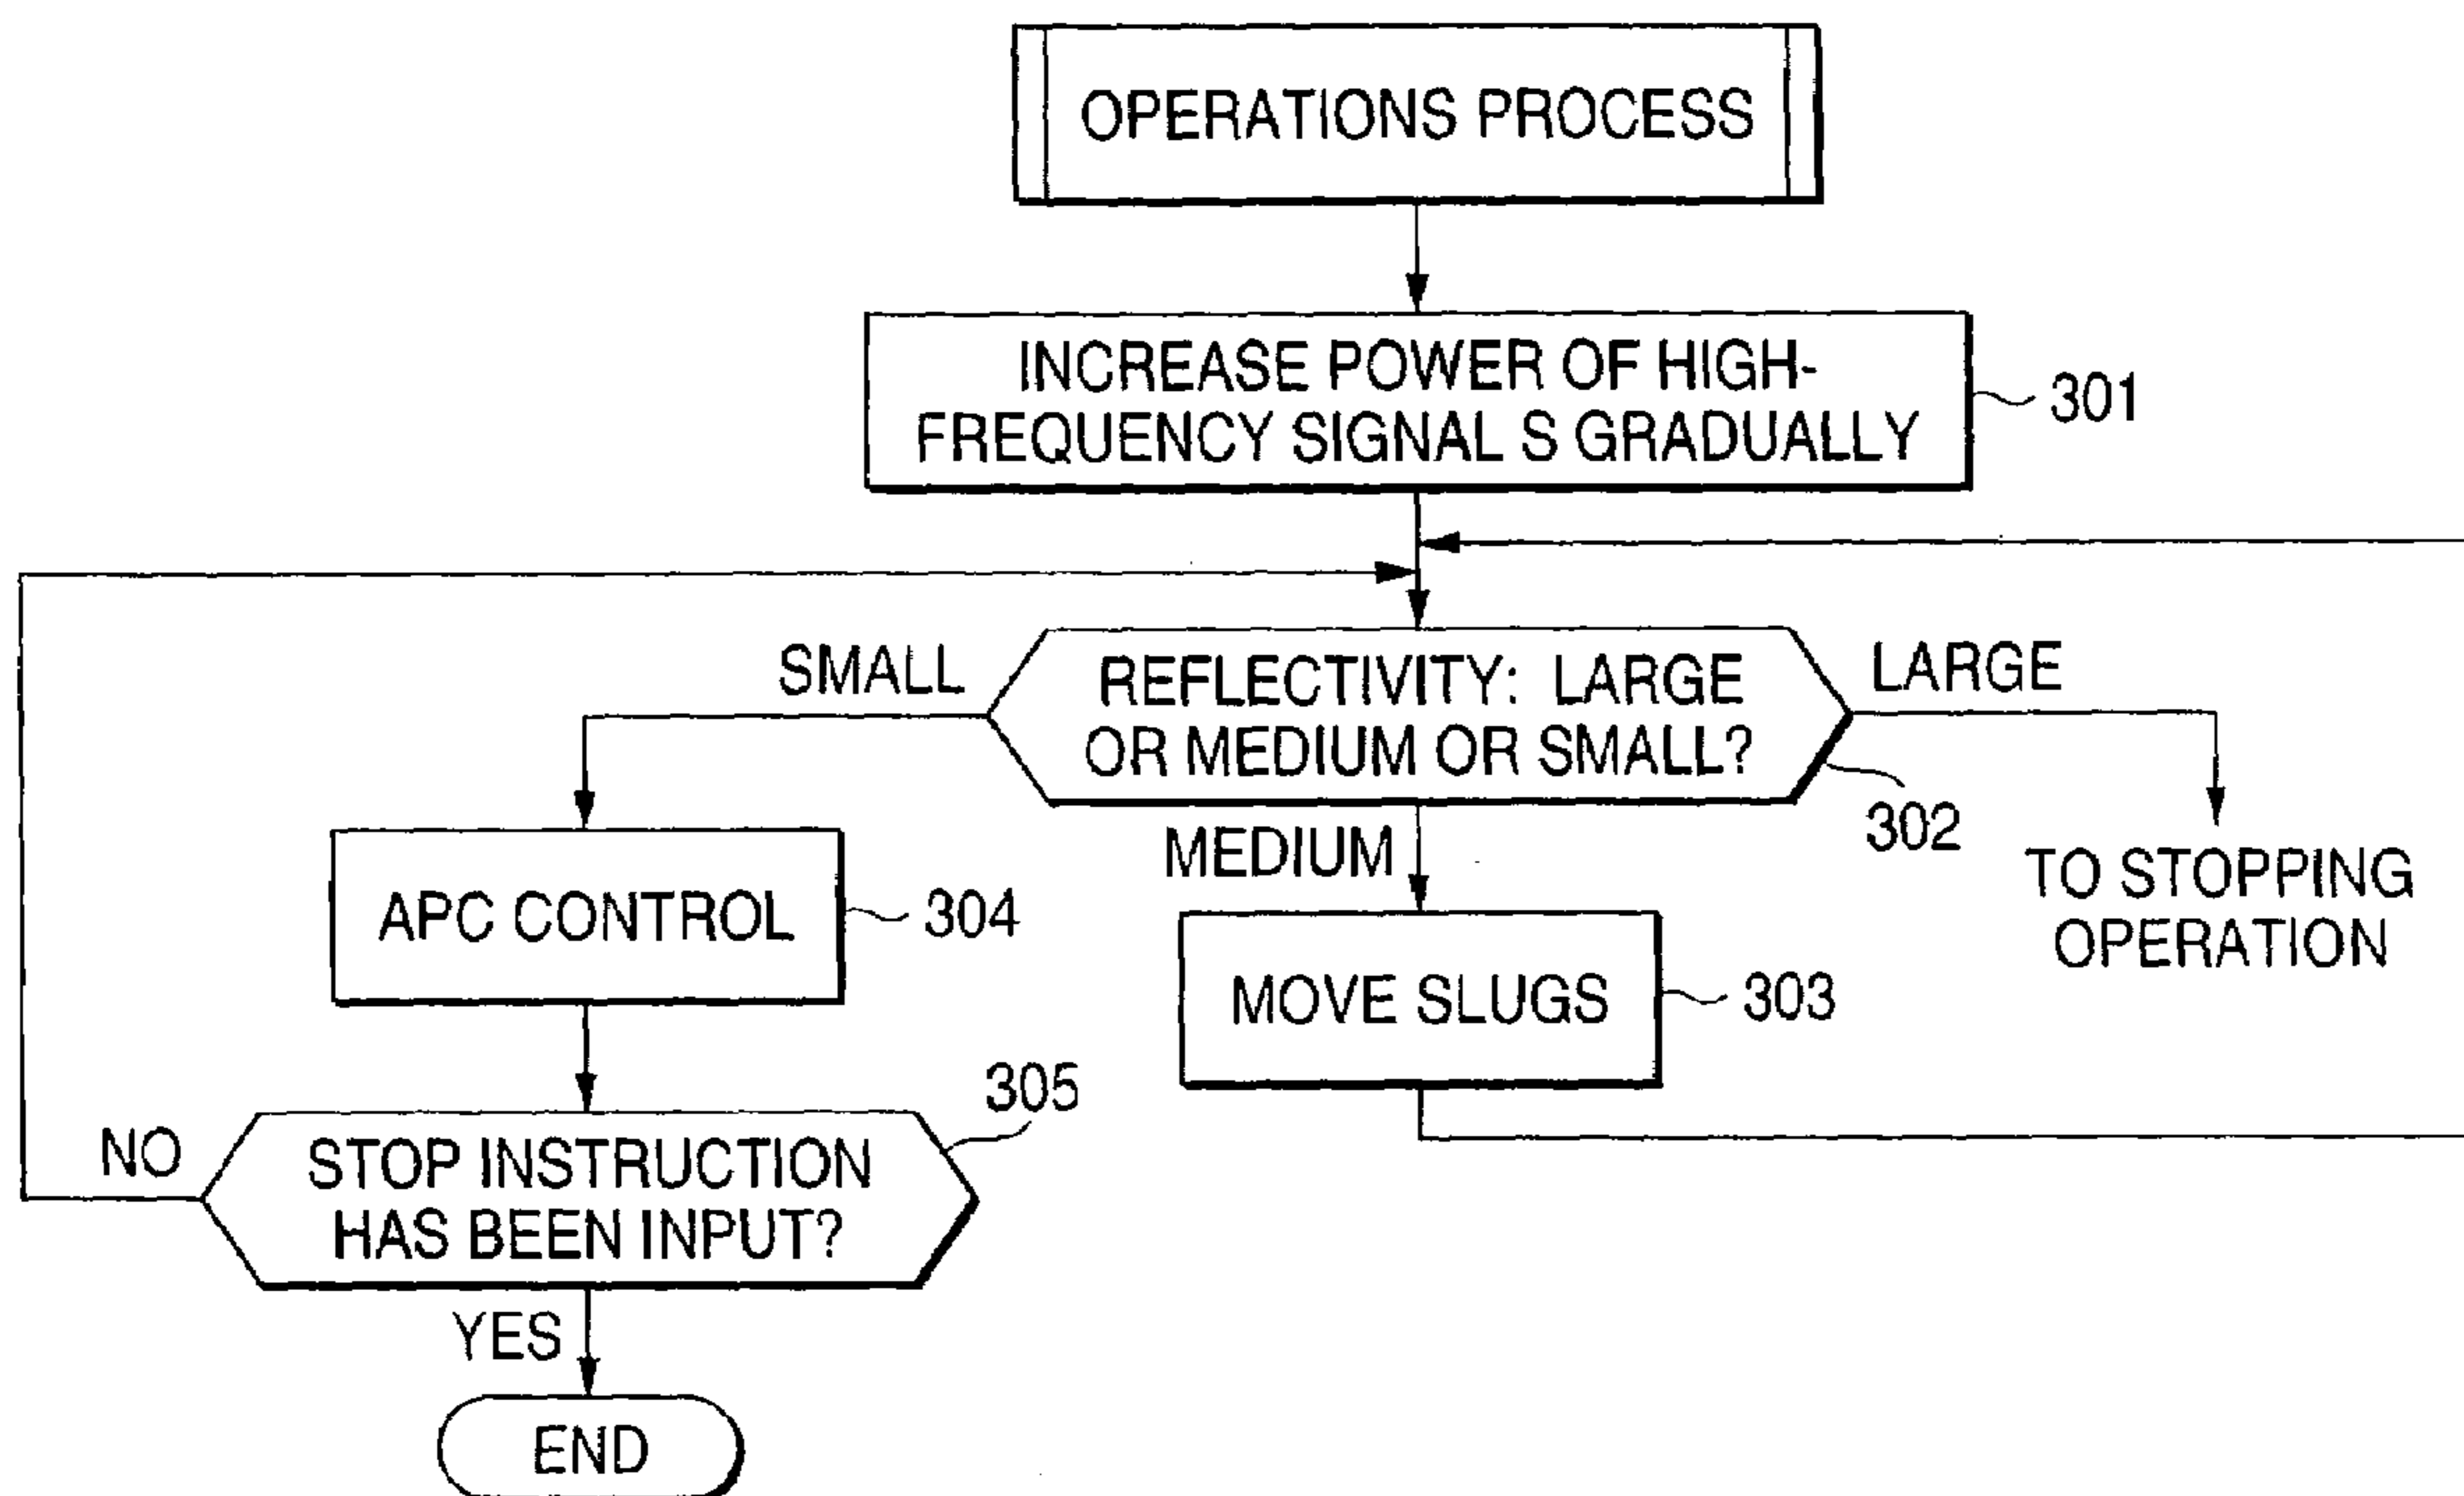 OPERATIONS PROCESS
INCREASE POWER OF HIGH-
FREQUENCY SIGNAL S GRADUALLY
301
SMALL
REFLECTIVITY: LARGE
OR MEDIUM OR SMALL?
LARGE
302
MEDIUM
TO STOPPING
OPERATION
APC CONTROL
304
MOVE SLUGS
303
305
NO
STOP INSTRUCTION
HAS BEEN INPUT?
YES
END